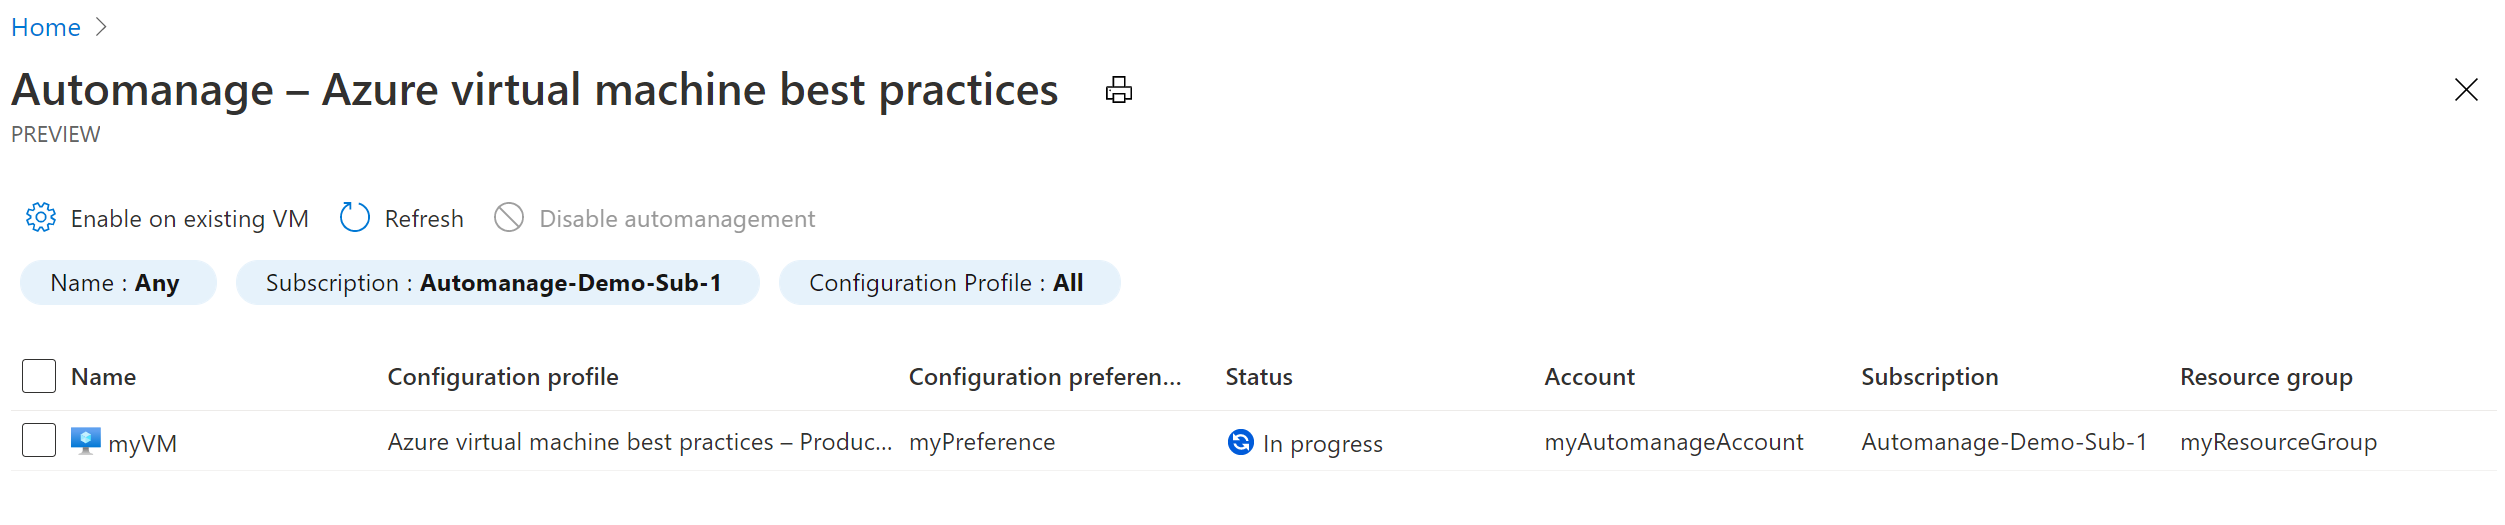 Home
Automanage – Azure virtual machine best practices
PREVIEW
Enable on existing VM Refresh Disable automanagement
Name : Any Subscription : Automanage-Demo-Sub-1 Configuration Profile : All
Name Configuration profile Configuration preferen... Status Account Subscription Resource group
myVM Azure virtual machine best practices – Produc... myPreference In progress myAutomanageAccount Automanage-Demo-Sub-1 myResourceGroup